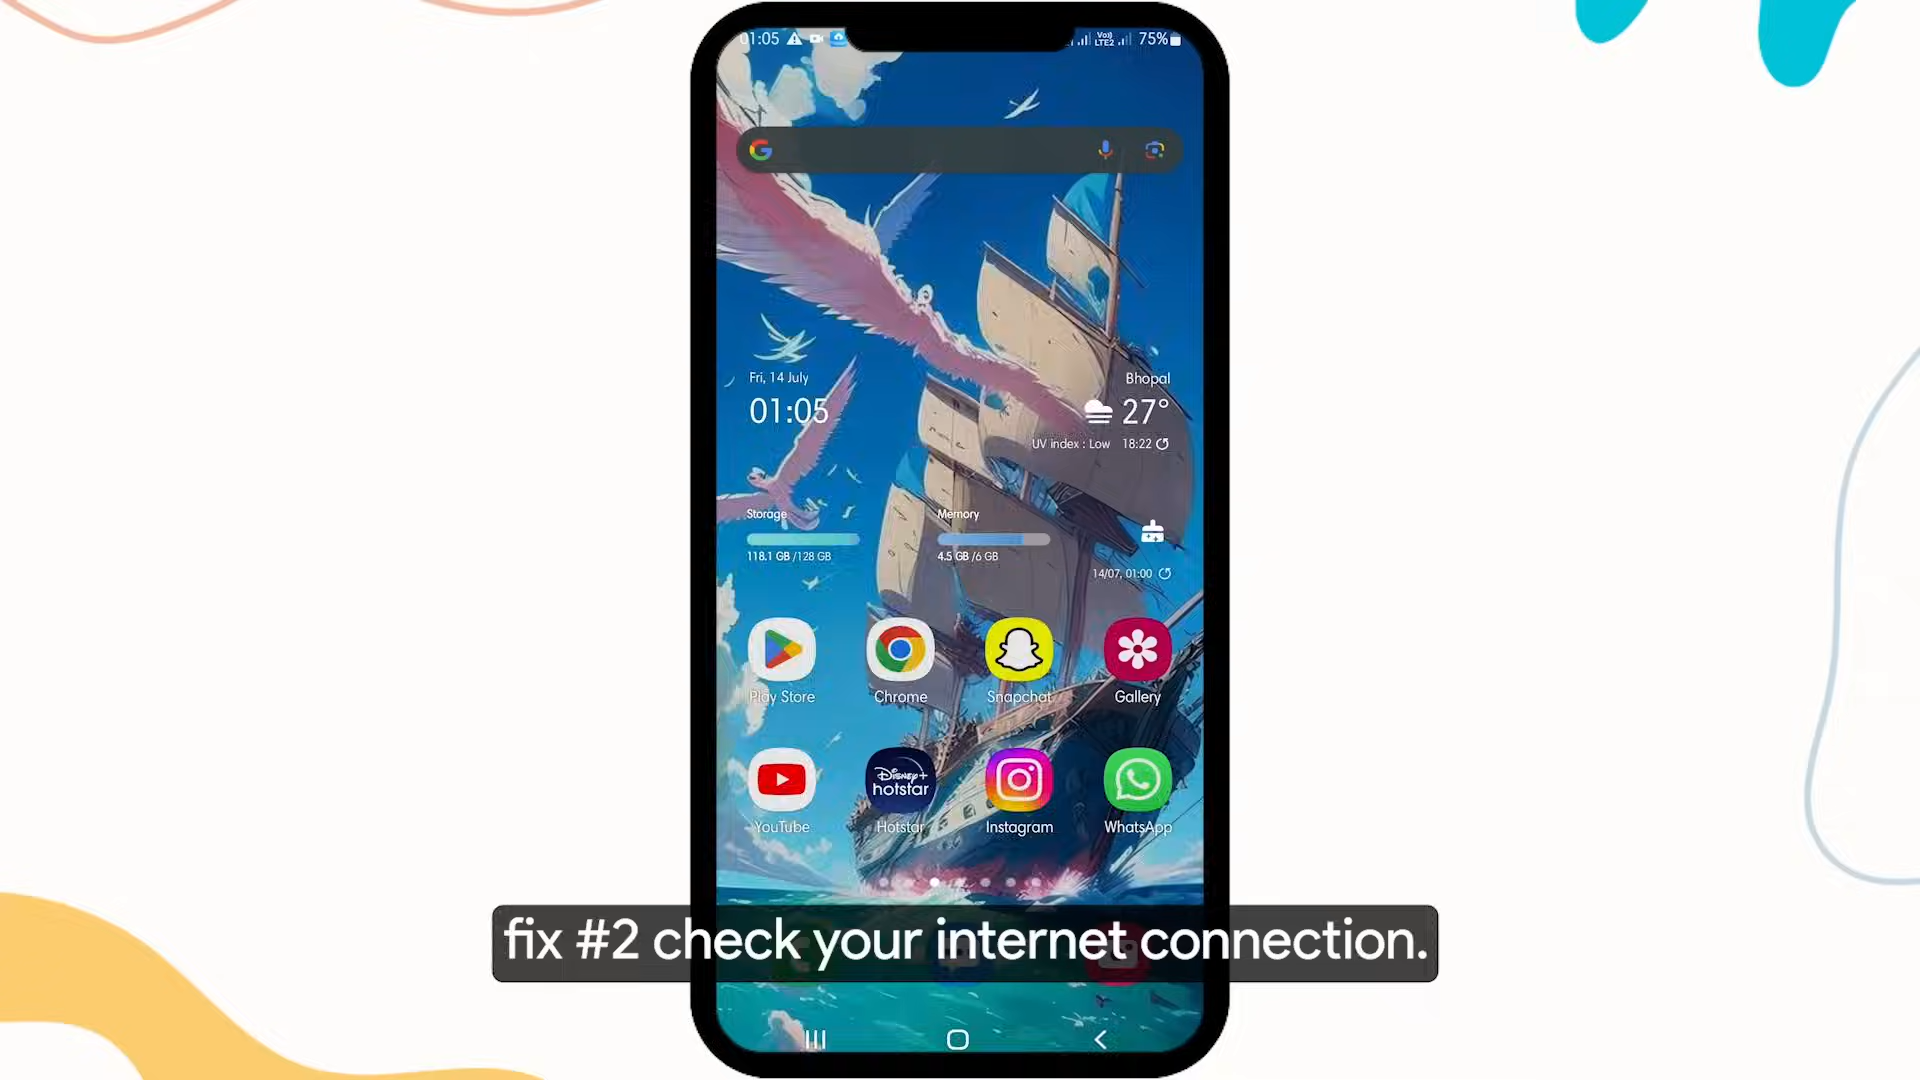 01:05
Vo)) LTE2 75%
Fri, 14 July
01:05
Bhopal
27°
UV index : Low 18:22
Storage
118.1 GB /128 GB
Memory
4.5 GB /6 GB
14/07, 01:00
Play Store Chrome Snapchat Gallery
Disney+
hotstar
YouTube Hotstar Instagram WhatsApp
fix #2 check your internet connection.